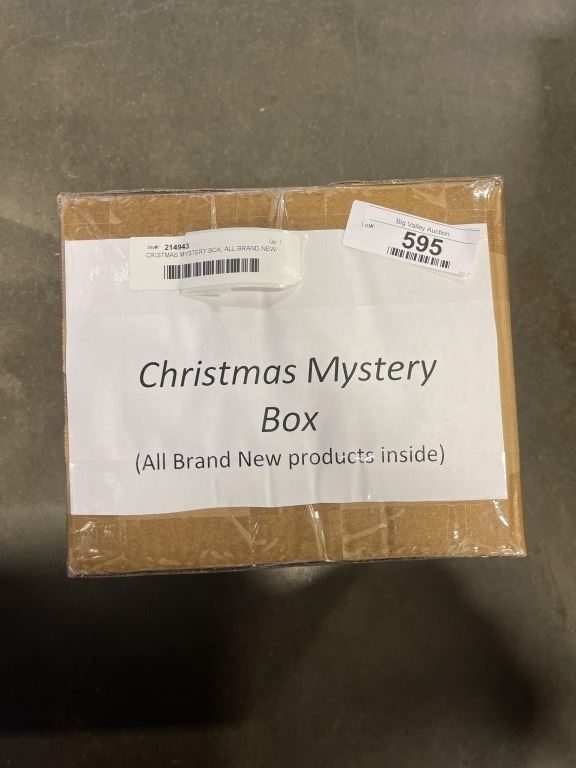 Inv#: 214943 Qty: 1
CRISTMAS MYSTERY BOX, ALL BRAND NEW
Big Valley Auction
Lot#:
595
Christmas Mystery
Box
(All Brand New products inside)